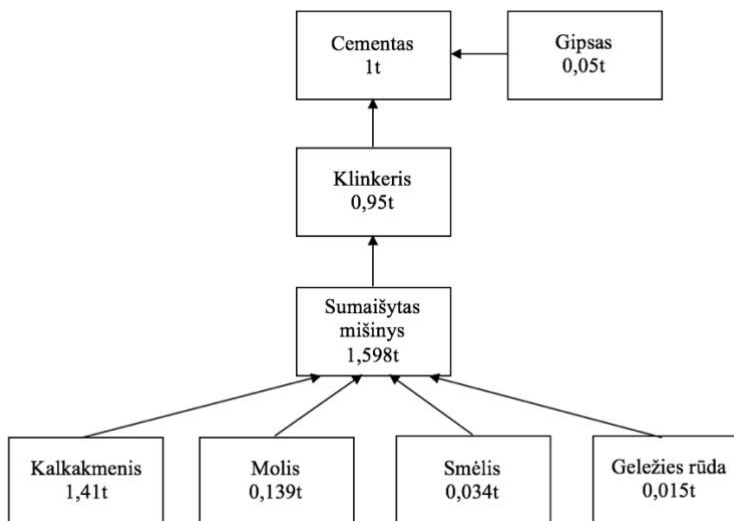 Cementas
1t
Gipsas
0,05t
Klinkeris
0,95t
Sumaišytas
mišinys
1,598t
Kalkakmenis
1,41t
Molis
0,139t
Smėlis
0,034t
Geležies rūda
0,015t